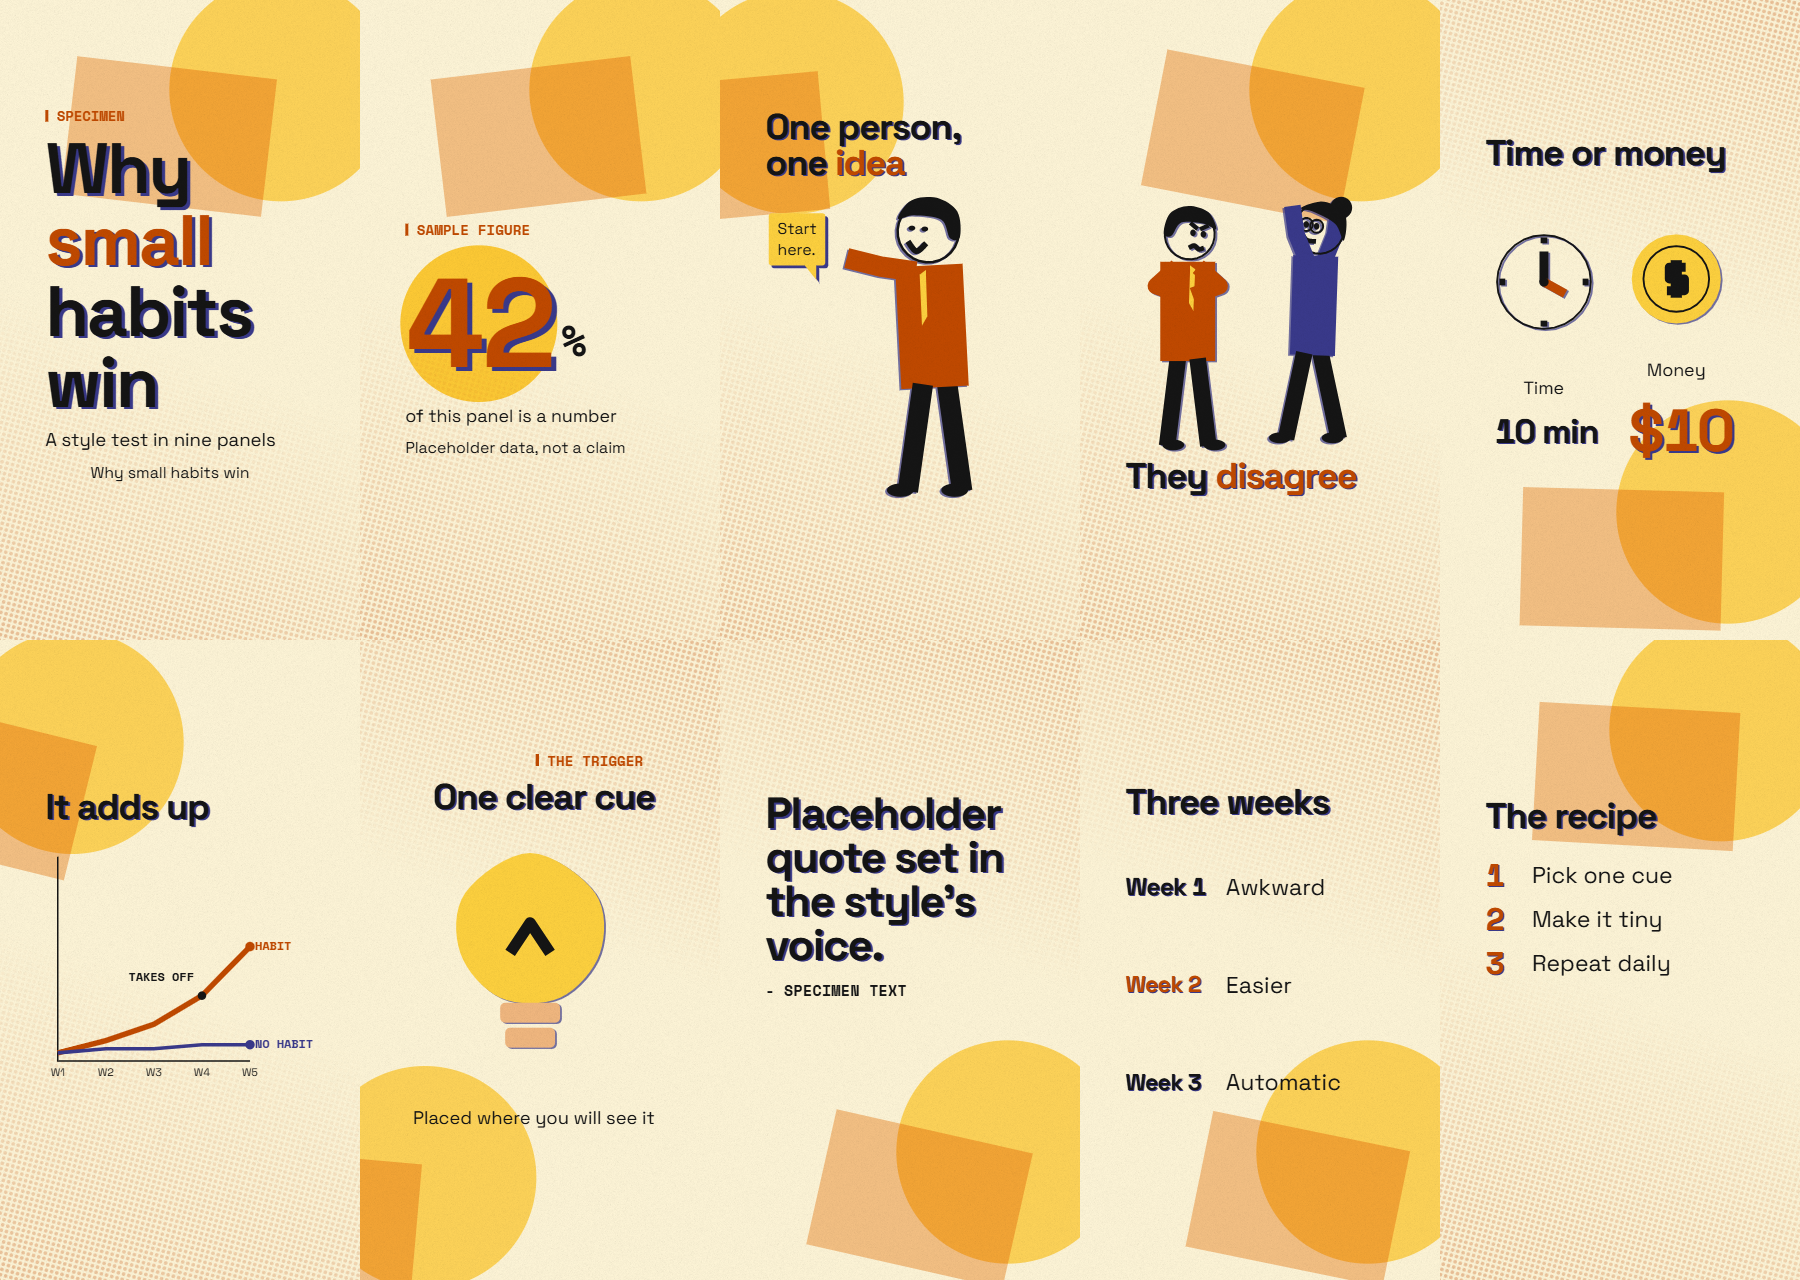 SPECIMEN
Why
small
habits
win
A style test in nine panels
Why small habits win
SAMPLE FIGURE
42%
of this panel is a number
Placeholder data, not a claim
One person,
one idea
Start
here.
They disagree
Time or money
$
Time
10 min
Money
$10
It adds up
HABIT
TAKES OFF
NO HABIT
W1 W2 W3 W4 W5
THE TRIGGER
One clear cue
Placed where you will see it
Placeholder
quote set in
the style’s
voice.
- SPECIMEN TEXT
Three weeks
Week 1 Awkward
Week 2 Easier
Week 3 Automatic
The recipe
1 Pick one cue
2 Make it tiny
3 Repeat daily